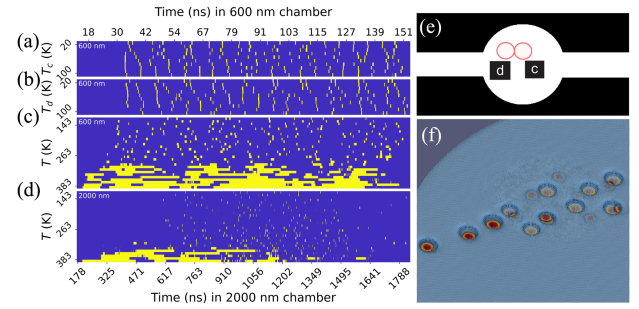 Time (ns) in 600 nm chamber
18 30 42 54 67 79 91 103 115 127 139 151
(a) T_c (K) 20 100 600 nm
(b) T_d (K) 20 100 600 nm
(c) T (K) 143 263 383 600 nm
(d) T (K) 143 263 383 2000 nm
178 325 471 617 763 910 1056 1202 1349 1495 1641 1788
Time (ns) in 2000 nm chamber
(e)
d c
(f)